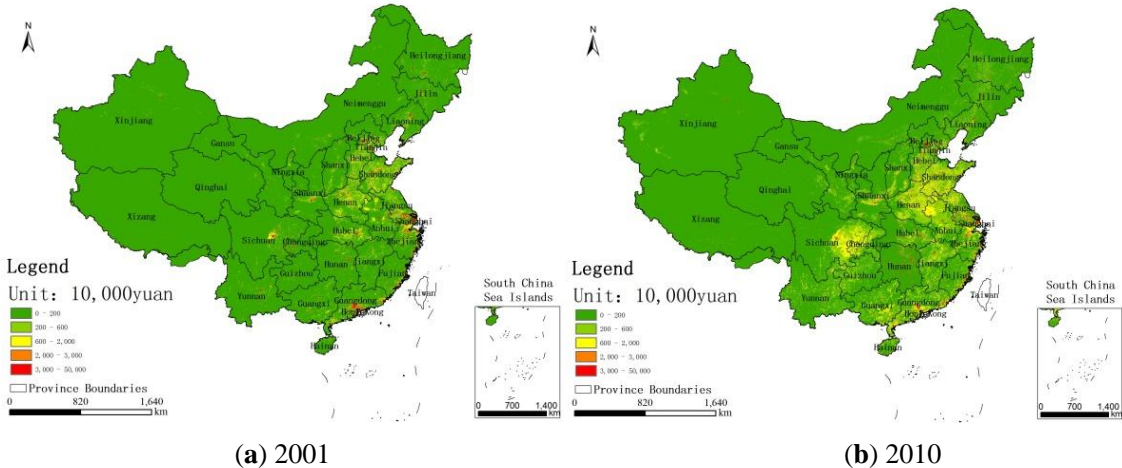 N
Heilongjiang
Jilin
Liaoning
Neimenggu
Xinjiang
Gansu
Beijing
Tianjin
Hebei
Shanxi
Shandong
Ningxia
Qinghai
Shaanxi
Henan
Jiangsu
Xizang
Shanghai
Anhui
Hubei
Zhejiang
Sichuan
Chongqing
Hunan
Jiangxi
Guizhou
Fujian
Yunnan
Guangxi
Guangdong
Taiwan
Hainan
Legend
Unit: 10,000yuan
0 - 200
200 - 600
600 - 2,000
2,000 - 3,000
3,000 - 50,000
Province Boundaries
0 820 1,640
km
South China
Sea Islands
0 700 1,400
km
(a) 2001
N
Heilongjiang
Jilin
Liaoning
Neimenggu
Xinjiang
Gansu
Beijing
Tianjin
Hebei
Shanxi
Shandong
Ningxia
Qinghai
Shaanxi
Henan
Jiangsu
Xizang
Shanghai
Anhui
Hubei
Zhejiang
Sichuan
Chongqing
Hunan
Jiangxi
Guizhou
Fujian
Yunnan
Guangxi
Guangdong
Taiwan
Hainan
Legend
Unit: 10,000yuan
0 - 200
200 - 600
600 - 2,000
2,000 - 3,000
3,000 - 50,000
Province Boundaries
0 820 1,640
km
South China
Sea Islands
0 700 1,400
km
(b) 2010